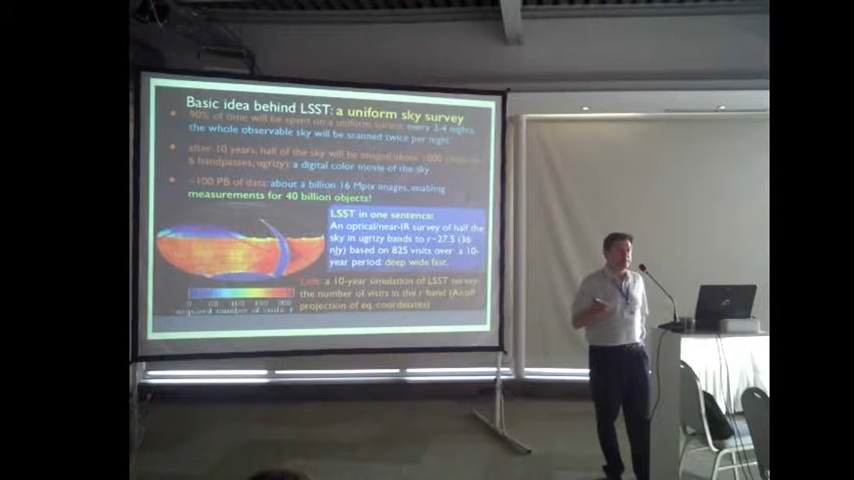 Basic idea behind LSST: a uniform sky survey
90% of time will be spent on a uniform survey: every 3-4 nights,
the whole observable sky will be scanned twice per night
after 10 years, half of the sky will be imaged about
6 bandpasses, ugrizy): a digital color movie of the sky
~100 PB of data: about a billion 16 Mpix images, enabling
measurements for 40 billion objects!
LSST in one sentence:
An optical/near-IR survey of half the
sky in ugrizy bands to r~27.5 (36
nJy) based on 825 visits over a 10-
year period: deep wide fast.
Left: a 10-year simulation of LSST survey:
the number of visits in the r band (Aitoff
projection of eq. coordinates)
acquired number of visits: r